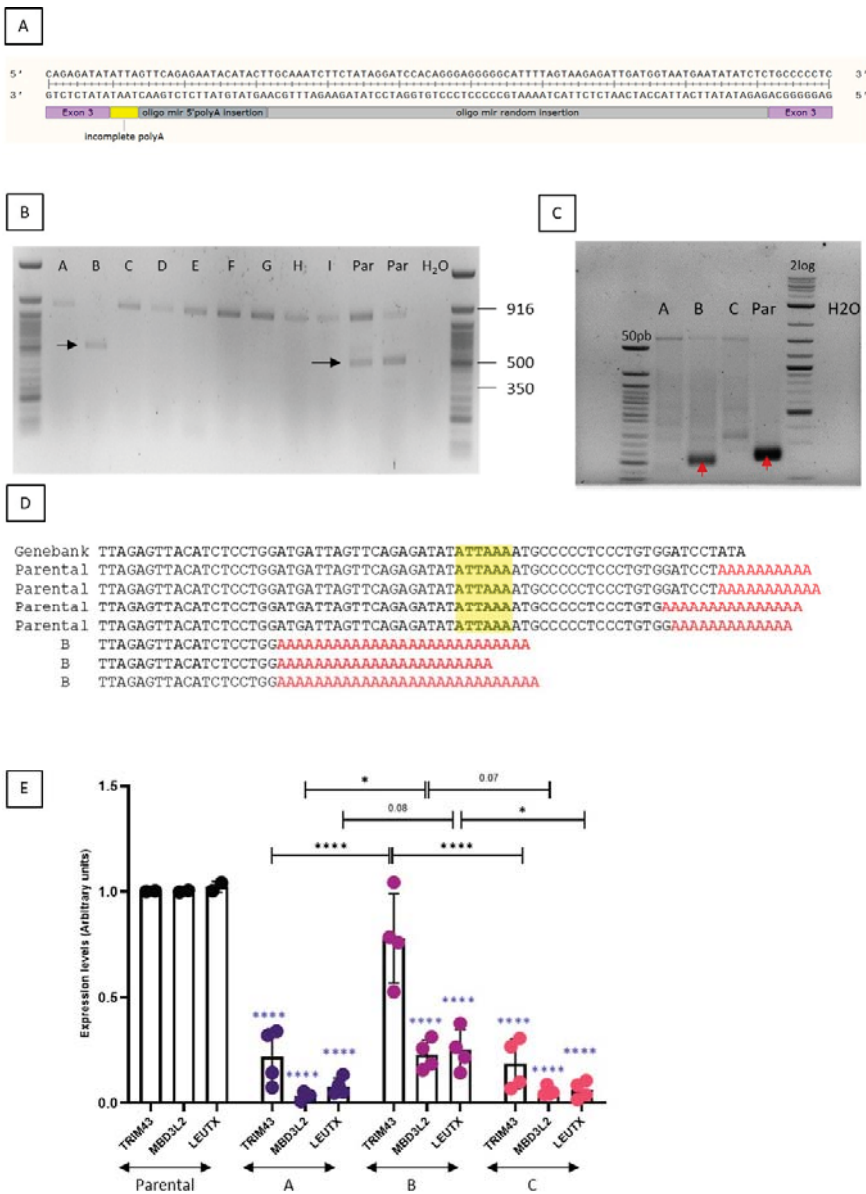 A
5' CAGAGATATATTAGTTCAGAGAATACATACTTGCAAATCTTCTATAGGATCCACAGGGAGGGGGCATTTTAGTAAGAGATTGATGGTAATGAATATATCTCTGCCCCCTC 3'
3' GTCTCTATATAATCAAGTCTCTTATGTATGAACGTTTAGAAGATATCCTAGGTGTCCCTCCCCCGTAAAATCATTCTCTAACTACCATTACTTATATAGAGACGGGGGAG 5'
Exon 3 oligo mir 5'polyA insertion oligo mir random insertion Exon 3
incomplete polyA
B
A B C D E F G H I Par Par H₂O
916
500
350
C
2log
A B C Par H2O
50pb
D
Genebank TTAGAGTTACATCTCCTGGATGATTAGTTCAGAGATATATTAAAATGCCCCCTCCCTGTGGATCCTATA
Parental TTAGAGTTACATCTCCTGGATGATTAGTTCAGAGATATATTAAAATGCCCCCTCCCTGTGGATCCTAAAAAAAAAA
Parental TTAGAGTTACATCTCCTGGATGATTAGTTCAGAGATATATTAAAATGCCCCCTCCCTGTGGATCCTAAAAAAAAAAA
Parental TTAGAGTTACATCTCCTGGATGATTAGTTCAGAGATATATTAAAATGCCCCCTCCCTGTGAAAAAAAAAAAAAAA
Parental TTAGAGTTACATCTCCTGGATGATTAGTTCAGAGATATATTAAAATGCCCCCTCCCTGTGGAAAAAAAAAAAAA
B TTAGAGTTACATCTCCTGGAAAAAAAAAAAAAAAAAAAAAAAAAAA
B TTAGAGTTACATCTCCTGGAAAAAAAAAAAAAAAAAAAAAAA
B TTAGAGTTACATCTCCTGGAAAAAAAAAAAAAAAAAAAAAAAAAAAA
E
Expression levels (Arbitrary units)
1.5
1.0
0.5
0.0
* 0.07
0.08 *
**** ****
**** **** ****
**** ****
**** **** ****
TRIM43 MBD3L2 LEUTX TRIM43 MBD3L2 LEUTX TRIM43 MBD3L2 LEUTX TRIM43 MBD3L2 LEUTX
Parental A B C